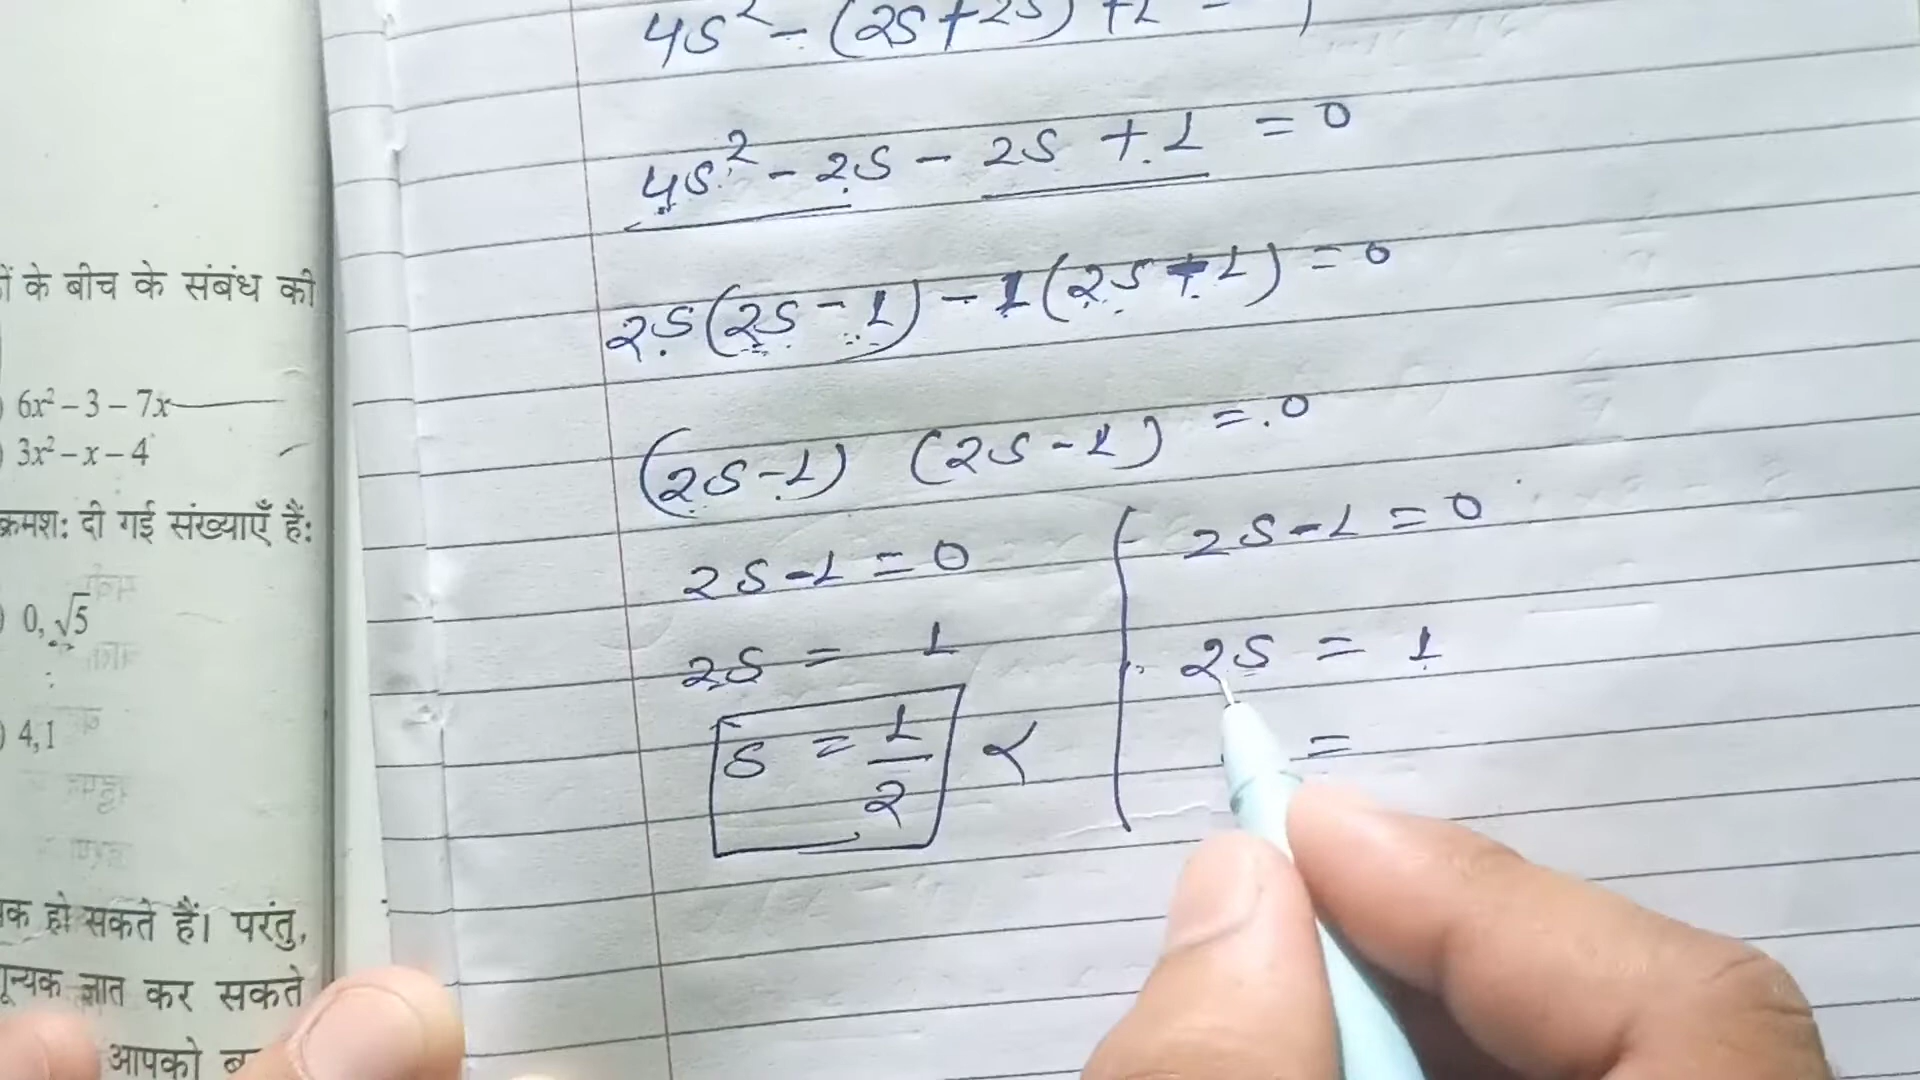 के बीच के संबंध की
6x² – 3 – 7x
3x² – x – 4
क्रमशः दी गई संख्याएँ हैं:
0, √5
4,1
हो सकते हैं। परंतु,
ज्ञात कर सकते
आपको
4s² - (2s+2s) +1
4s² - 2s - 2s + 1 = 0
2s(2s - 1) - 1(2s - 1) = 0
(2s-1) (2s-1) = 0
2s-1 = 0
2s = 1
s = 1/2 α
2s-1 = 0
2s = 1
=